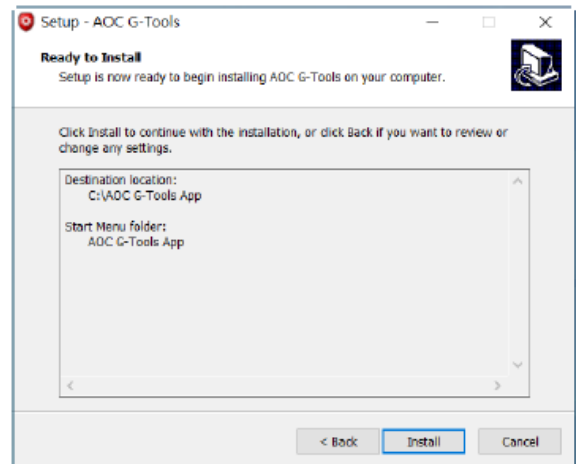 Setup - AOC G-Tools
Ready to Install
Setup is now ready to begin installing AOC G-Tools on your computer.
Click Install to continue with the installation, or click Back if you want to review or
change any settings.
Destination location:
C:\AOC G-Tools App
Start Menu folder:
AOC G-Tools App
< Back
Install
Cancel